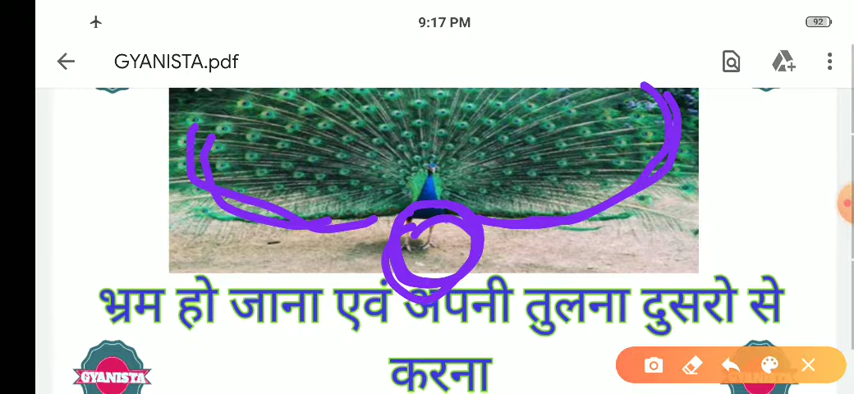 9:17 PM
92
GYANISTA.pdf
भ्रम हो जाना एवं अपनी तुलना दुसरो से
करना
GYANISTA